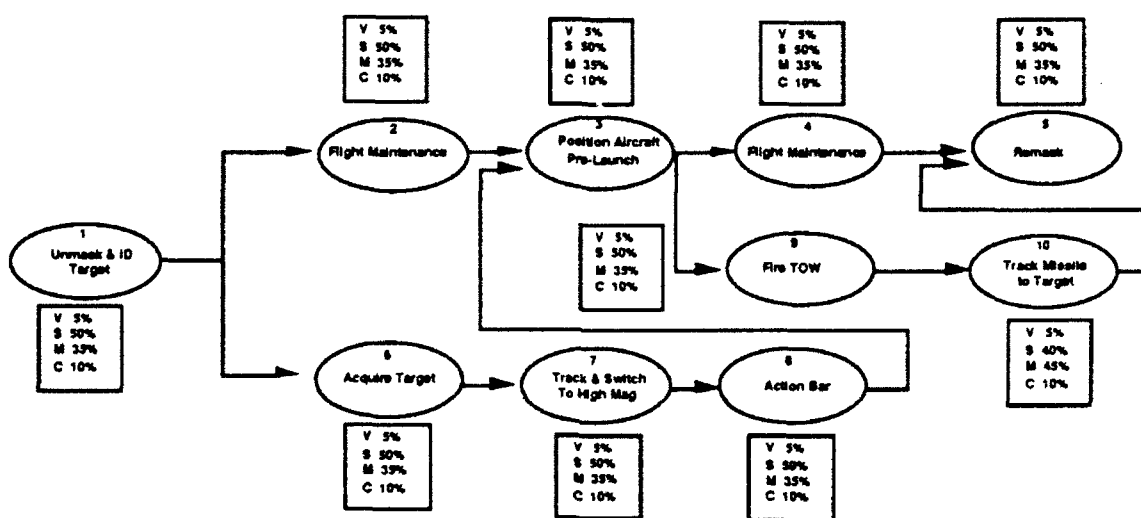 V 5%
S 50%
M 35%
C 10%
V 5%
S 50%
M 35%
C 10%
V 5%
S 50%
M 35%
C 10%
V 5%
S 50%
M 35%
C 10%
2
Flight Maintenance
3
Position Aircraft
Pre-Launch
4
Flight Maintenance
5
Remask
1
Unmask & ID
Target
V 5%
S 50%
M 35%
C 10%
V 5%
S 50%
M 35%
C 10%
9
Fire TOW
10
Track Missile
to Target
V 5%
S 40%
M 45%
C 10%
6
Acquire Target
7
Track & Switch
To High Mag
8
Action Bar
V 5%
S 50%
M 35%
C 10%
V 5%
S 50%
M 35%
C 10%
V 5%
S 50%
M 35%
C 10%